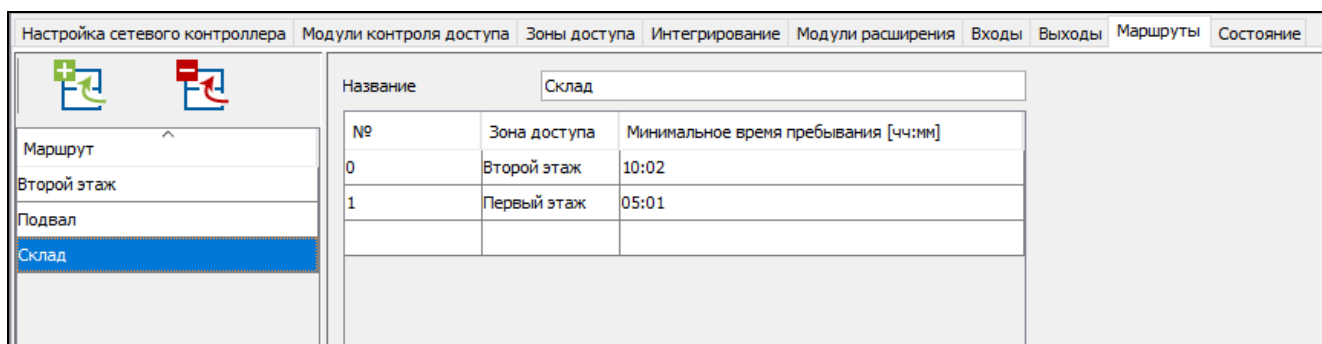 Настройка сетевого контроллера Модули контроля доступа Зоны доступа Интегрирование Модули расширения Входы Выходы Маршруты Состояние
Название Склад
Маршрут
Второй этаж
Подвал
Склад
№ Зона доступа Минимальное время пребывания [чч:мм]
0 Второй этаж 10:02
1 Первый этаж 05:01